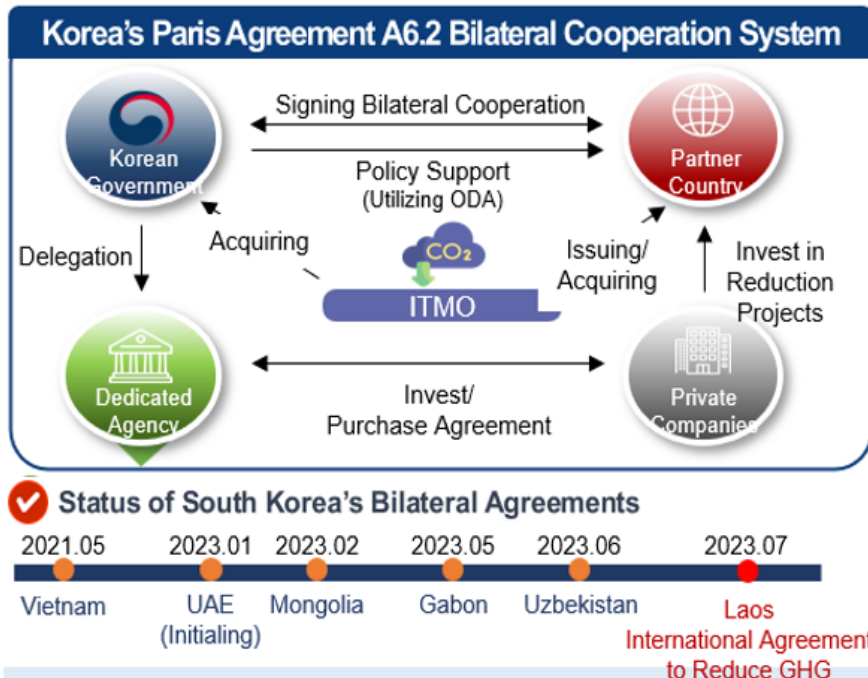 Korea's Paris Agreement A6.2 Bilateral Cooperation System
Signing Bilateral Cooperation
Korean
Government
Partner
Country
Policy Support
(Utilizing ODA)
Delegation
Acquiring
CO₂
ITMO
Issuing/
Acquiring
Invest in
Reduction
Projects
Dedicated
Agency
Invest/
Purchase Agreement
Private
Companies
Status of South Korea's Bilateral Agreements
2021.05 2023.01 2023.02 2023.05 2023.06 2023.07
Vietnam UAE Mongolia Gabon Uzbekistan Laos
(Initialing) International Agreement
to Reduce GHG